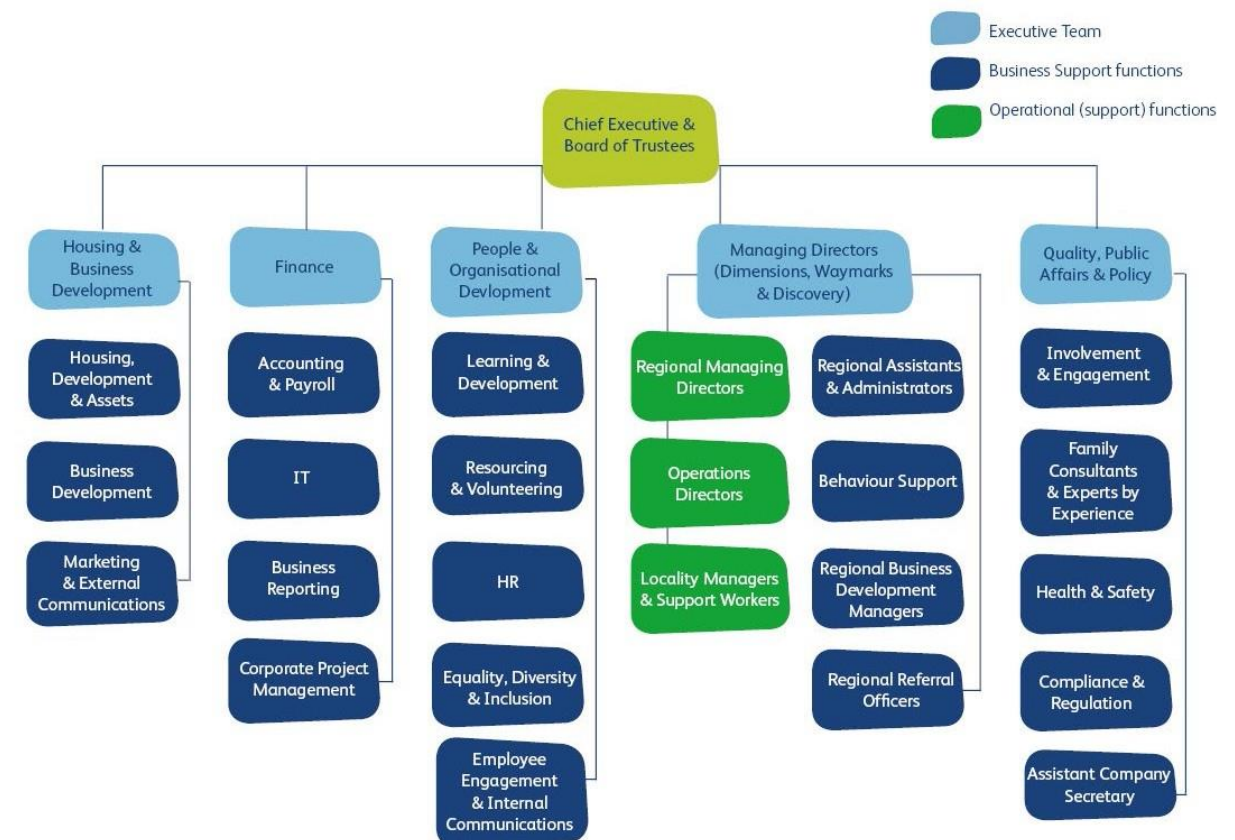 Executive Team
Business Support functions
Operational (support) functions
Chief Executive &
Board of Trustees
Housing &
Business
Development
Finance
People &
Organisational
Devlopment
Managing Directors
(Dimensions, Waymarks
& Discovery)
Quality, Public
Affairs & Policy
Housing,
Development
& Assets
Business
Development
Marketing
& External
Communications
Accounting
& Payroll
IT
Business
Reporting
Corporate Project
Management
Learning &
Development
Resourcing
& Volunteering
HR
Equality, Diversity
& Inclusion
Employee
Engagement
& Internal
Communications
Regional Managing
Directors
Operations
Directors
Locality Managers
& Support Workers
Regional Assistants
& Administrators
Behaviour Support
Regional Business
Development
Managers
Regional Referral
Officers
Involvement
& Engagement
Family
Consultants
& Experts by
Experience
Health & Safety
Compliance &
Regulation
Assistant Company
Secretary